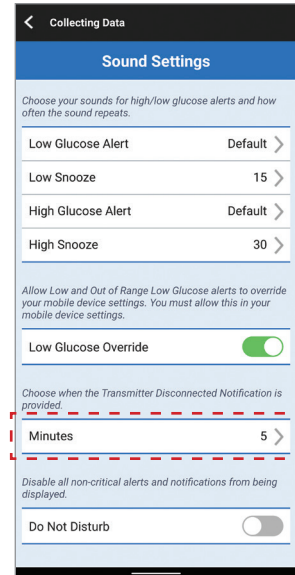 Collecting Data
Sound Settings
Choose your sounds for high/low glucose alerts and how
often the sound repeats.
Low Glucose Alert Default
Low Snooze 15
High Glucose Alert Default
High Snooze 30
Allow Low and Out of Range Low Glucose alerts to override
your mobile device settings. You must allow this in your
mobile device settings.
Low Glucose Override
Choose when the Transmitter Disconnected Notification is
provided.
Minutes 5
Disable all non-critical alerts and notifications from being
displayed.
Do Not Disturb